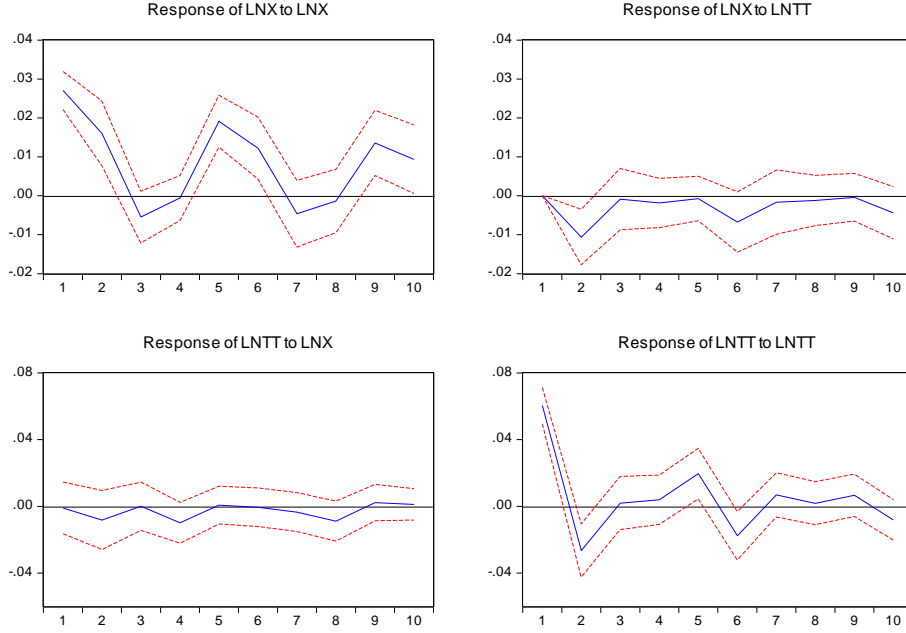 Response of LNX to LNX
.04
.03
.02
.01
.00
-.01
-.02
1 2 3 4 5 6 7 8 9 10
Response of LNX to LNTT
.04
.03
.02
.01
.00
-.01
-.02
1 2 3 4 5 6 7 8 9 10
Response of LNTT to LNX
.08
.04
.00
-.04
1 2 3 4 5 6 7 8 9 10
Response of LNTT to LNTT
.08
.04
.00
-.04
1 2 3 4 5 6 7 8 9 10